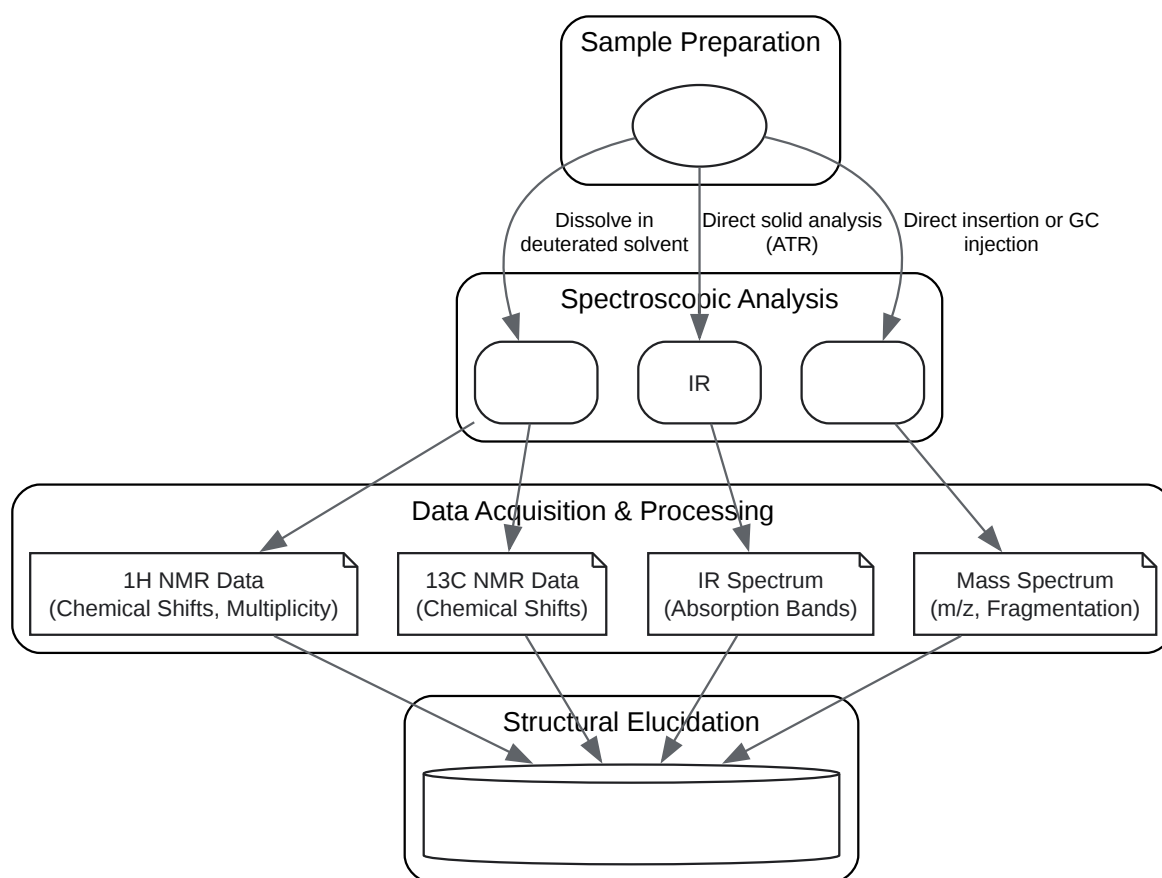 Sample Preparation
Dissolve in
deuterated solvent
Direct solid analysis
(ATR)
Direct insertion or GC
injection
Spectroscopic Analysis
IR
Data Acquisition & Processing
1H NMR Data
(Chemical Shifts, Multiplicity)
13C NMR Data
(Chemical Shifts)
IR Spectrum
(Absorption Bands)
Mass Spectrum
(m/z, Fragmentation)
Structural Elucidation